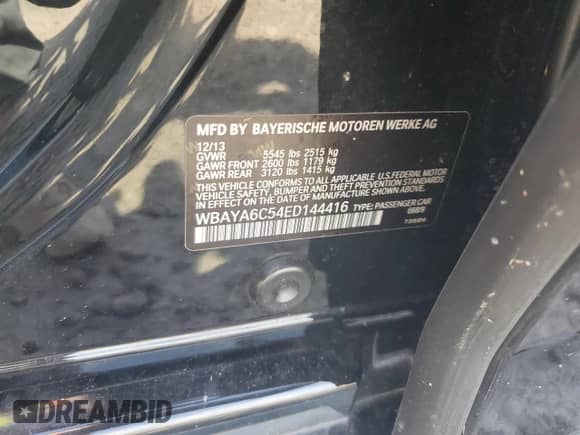 MFD BY BAYERISCHE MOTOREN WERKE AG
12/13
GVWR 5545 lbs 2515 kg
GAWR FRONT 2600 lbs 1179 kg
GAWR REAR 3120 lbs 1415 kg
THIS VEHICLE CONFORMS TO ALL APPLICABLE U.S.FEDERAL MOTOR
VEHICLE SAFETY, BUMPER, AND THEFT PREVENTION STANDARDS
IN EFFECT ON THE DATE OF MANUFACTURE SHOWN ABOVE.
WBAYA6C54ED144416 TYPE: PASSENGER CAR
DREAMBID